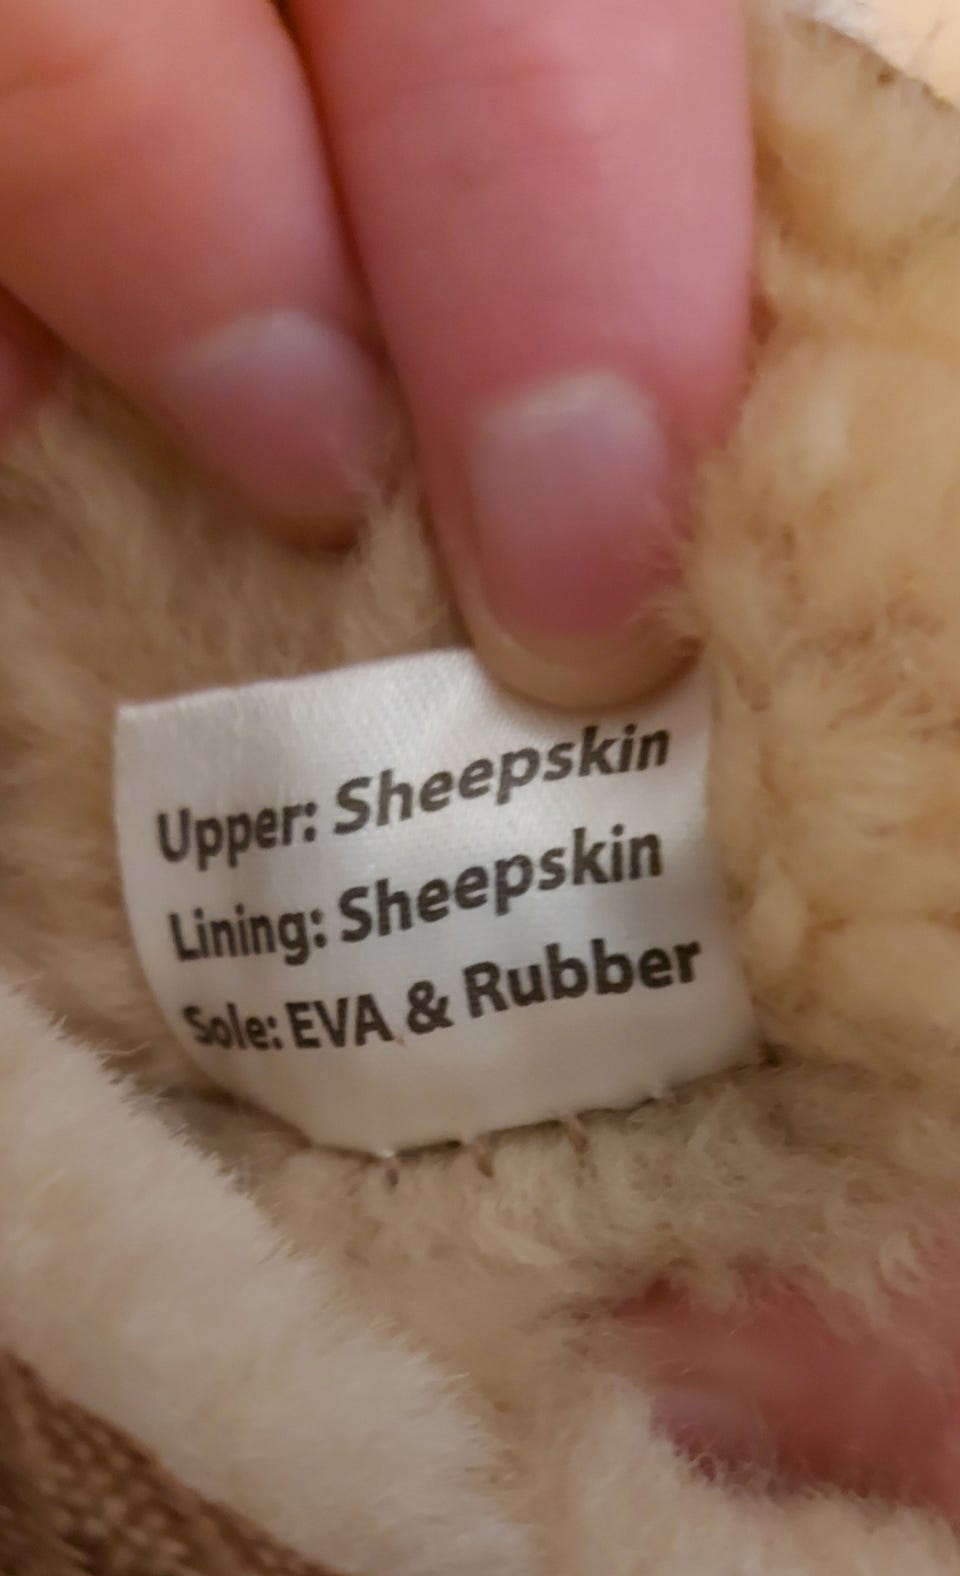 Upper: Sheepskin
Lining: Sheepskin
Sole: EVA & Rubber